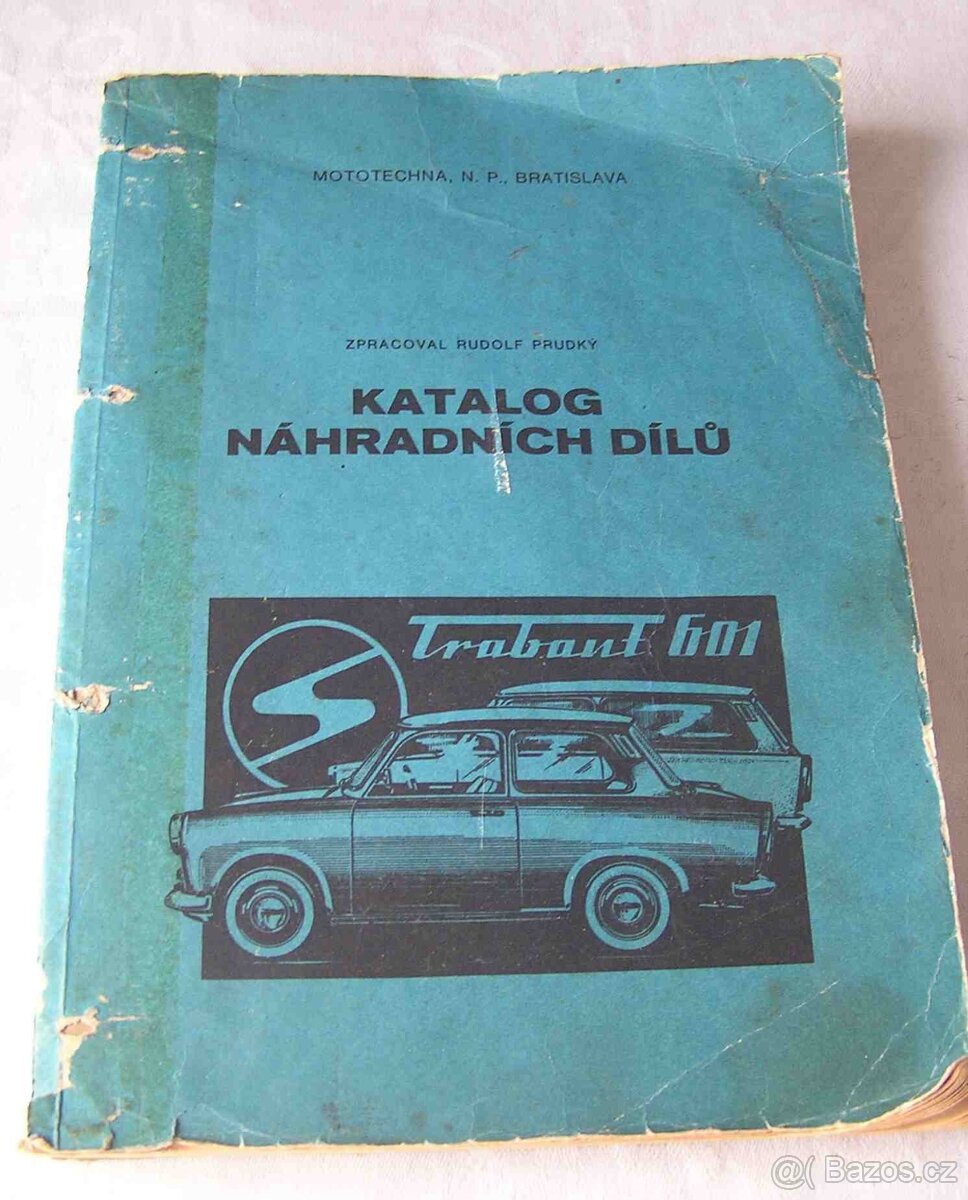 MOTOTECHNA, N. P., BRATISLAVA
ZPRACOVAL RUDOLF PRUDKÝ
KATALOG
NÁHRADNÍCH DÍLŮ
Trabant 601
S
@( Bazos.cz